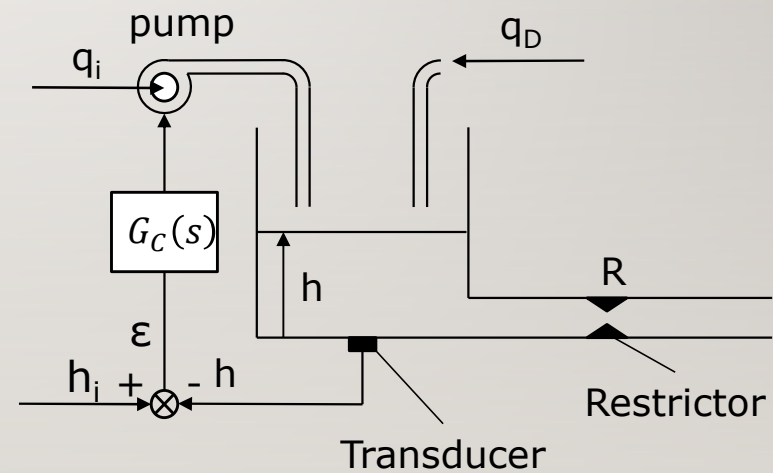 pump
q_i
q_D
G_C(s)
h
R
ε
h_i + - h
Restrictor
Transducer